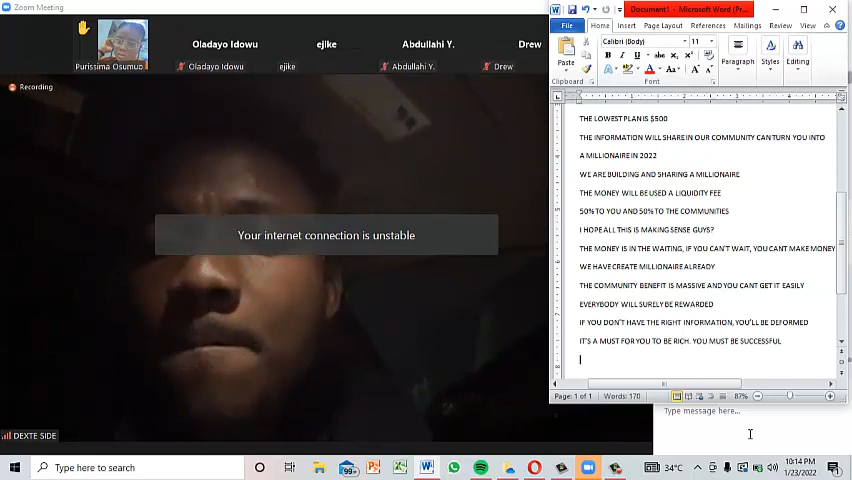 Zoom Meeting
Purissima Osumuo
Oladayo Idowu
Oladayo Idowu
ejike
ejike
Abdullahi Y.
Abdullahi Y.
Drew
Drew
Recording
Your internet connection is unstable
DEXTE SIDE
Document1 - Microsoft Word (Pr...
File
Home
Insert
Page Layout
References
Mailings
Review
View
Paste
Clipboard
Calibri (Body)
11
B I U abc x₂ x²
A
A
Aa
A
A
Font
Paragraph
Styles
Editing
THE LOWEST PLAN IS $500
THE INFORMATION WILL SHARE IN OUR COMMUNITY CAN TURN YOU INTO
A MILLIONAIRE IN 2022
WE ARE BUILDING AND SHARING A MILLIONAIRE
THE MONEY WILL BE USED A LIQUIDITY FEE
50% TO YOU AND 50% TO THE COMMUNITIES
I HOPE ALL THIS IS MAKING SENSE GUYS?
THE MONEY IS IN THE WAITING, IF YOU CAN'T WAIT, YOU CANT MAKE MONEY
WE HAVE CREATE MILLIONAIRE ALREADY
THE COMMUNITY BENEFIT IS MASSIVE AND YOU CANT GET IT EASILY
EVERYBODY WILL SURELY BE REWARDED
IF YOU DON'T HAVE THE RIGHT INFORMATION, YOU'LL BE DEFORMED
IT'S A MUST FOR YOU TO BE RICH. YOU MUST BE SUCCESSFUL
Page: 1 of 1
Words: 170
87%
Type message here...
Type here to search
99+
34°C
10:14 PM
1/23/2022